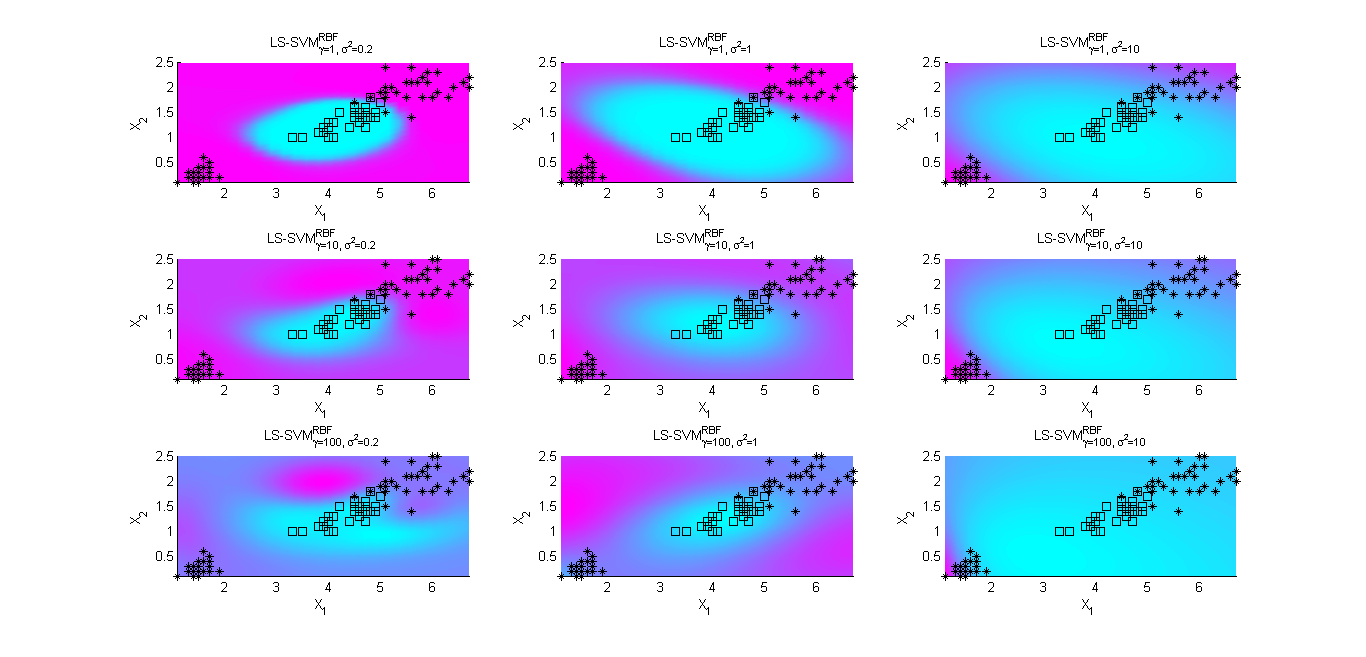 LS-SVM^RBF_γ=1, σ²=0.2
LS-SVM^RBF_γ=1, σ²=1
LS-SVM^RBF_γ=1, σ²=10
2.5
2
1.5
1
0.5
X₂
2 3 4 5 6
X₁
2.5
2
1.5
1
0.5
X₂
2 3 4 5 6
X₁
2.5
2
1.5
1
0.5
X₂
2 3 4 5 6
X₁
LS-SVM^RBF_γ=10, σ²=0.2
LS-SVM^RBF_γ=10, σ²=1
LS-SVM^RBF_γ=10, σ²=10
2.5
2
1.5
1
0.5
X₂
2 3 4 5 6
X₁
2.5
2
1.5
1
0.5
X₂
2 3 4 5 6
X₁
2.5
2
1.5
1
0.5
X₂
2 3 4 5 6
X₁
LS-SVM^RBF_γ=100, σ²=0.2
LS-SVM^RBF_γ=100, σ²=1
LS-SVM^RBF_γ=100, σ²=10
2.5
2
1.5
1
0.5
X₂
2 3 4 5 6
X₁
2.5
2
1.5
1
0.5
X₂
2 3 4 5 6
X₁
2.5
2
1.5
1
0.5
X₂
2 3 4 5 6
X₁